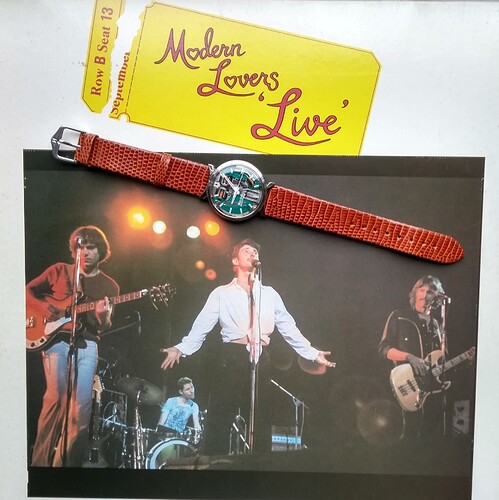 Row B Seat 13
September
Modern
Lovers
'Live'